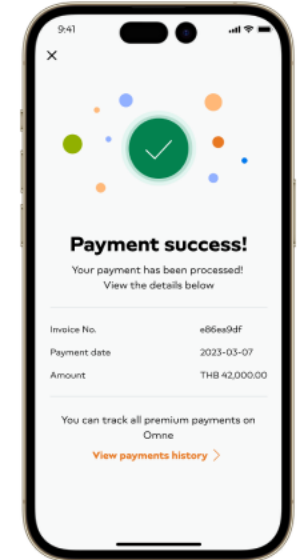 9:41
Payment success!
Your payment has been processed!
View the details below
Invoice No. e86ea9df
Payment date 2023-03-07
Amount THB 42,000.00
You can track all premium payments on
Omne
View payments history